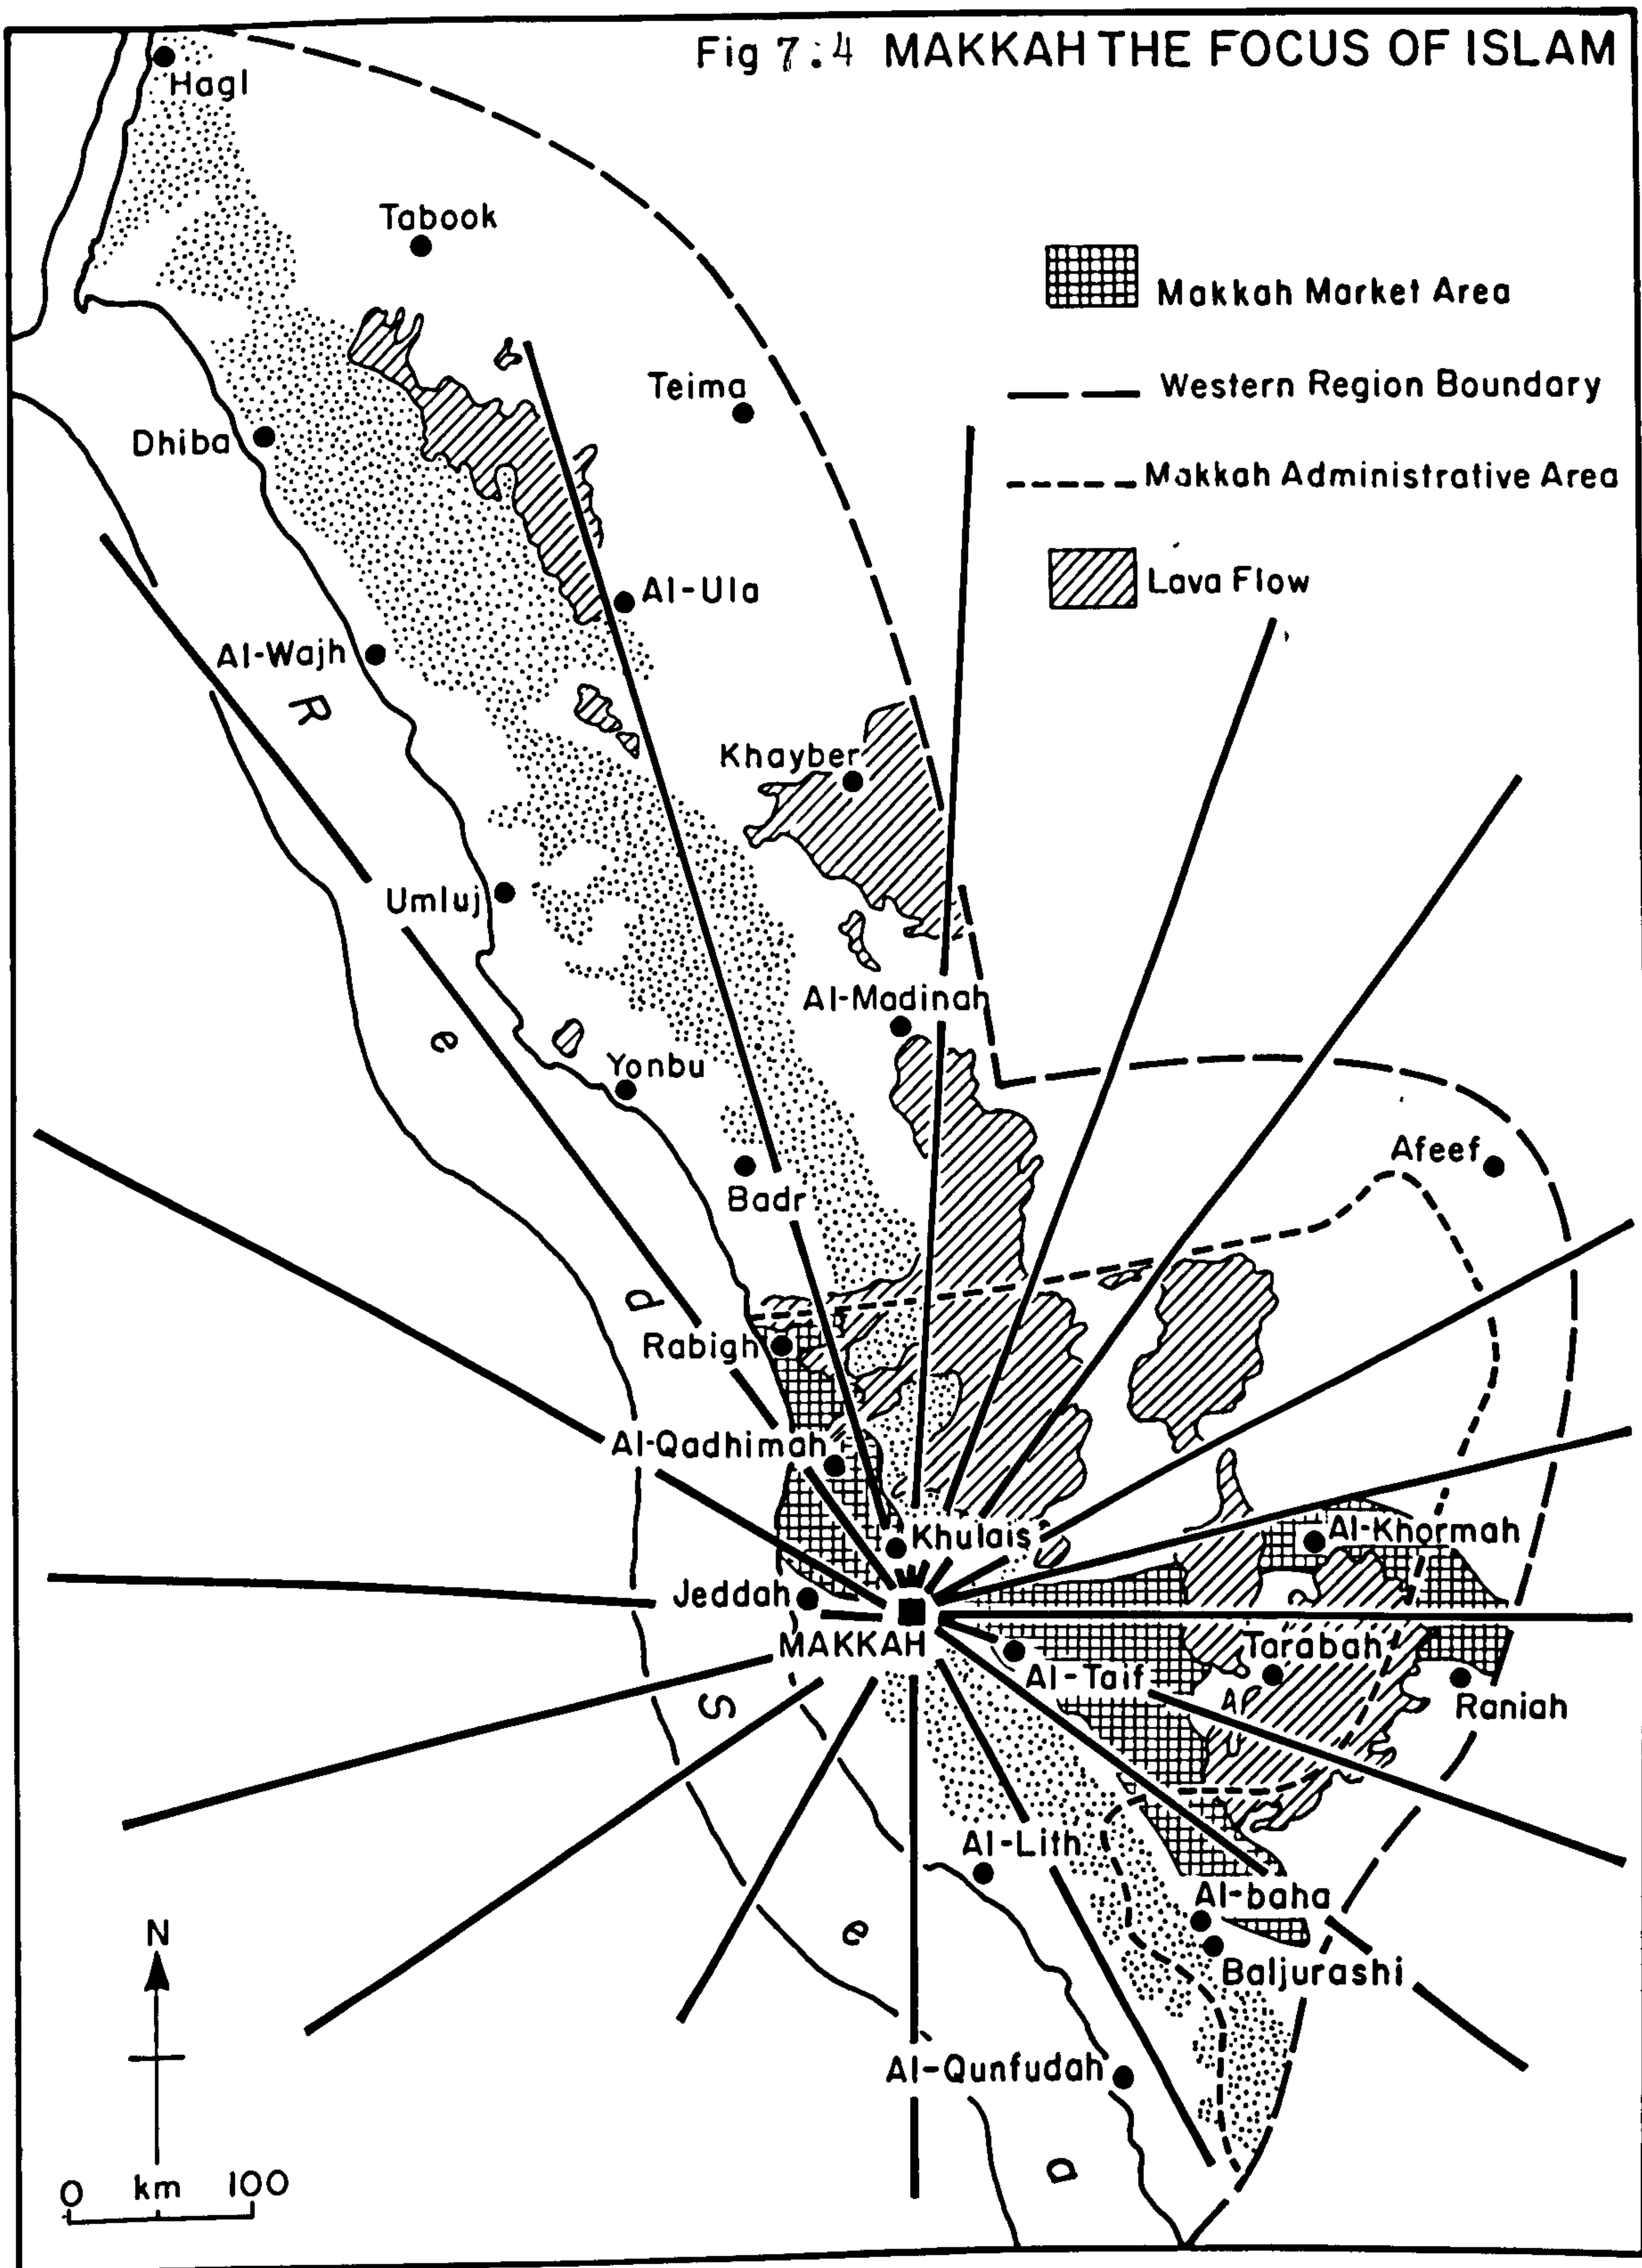 Fig 7:4 MAKKAH THE FOCUS OF ISLAM
Hagl
Tabook
Makkah Market Area
Teima
Western Region Boundary
Dhiba
Makkah Administrative Area
Lava Flow
Al-Ula
Al-Wajh
R
Khayber
Umluj
Al-Madinah
e
Yonbu
Afeef
Badr
d
Rabigh
Al-Qadhimah
Khulais
Al-Khormah
Jeddah
MAKKAH
Tarabah
Al-Taif
S
Raniah
Al-Lith
Al-baha
e
N
Baljurashi
Al-Qunfudah
a
0 km 100